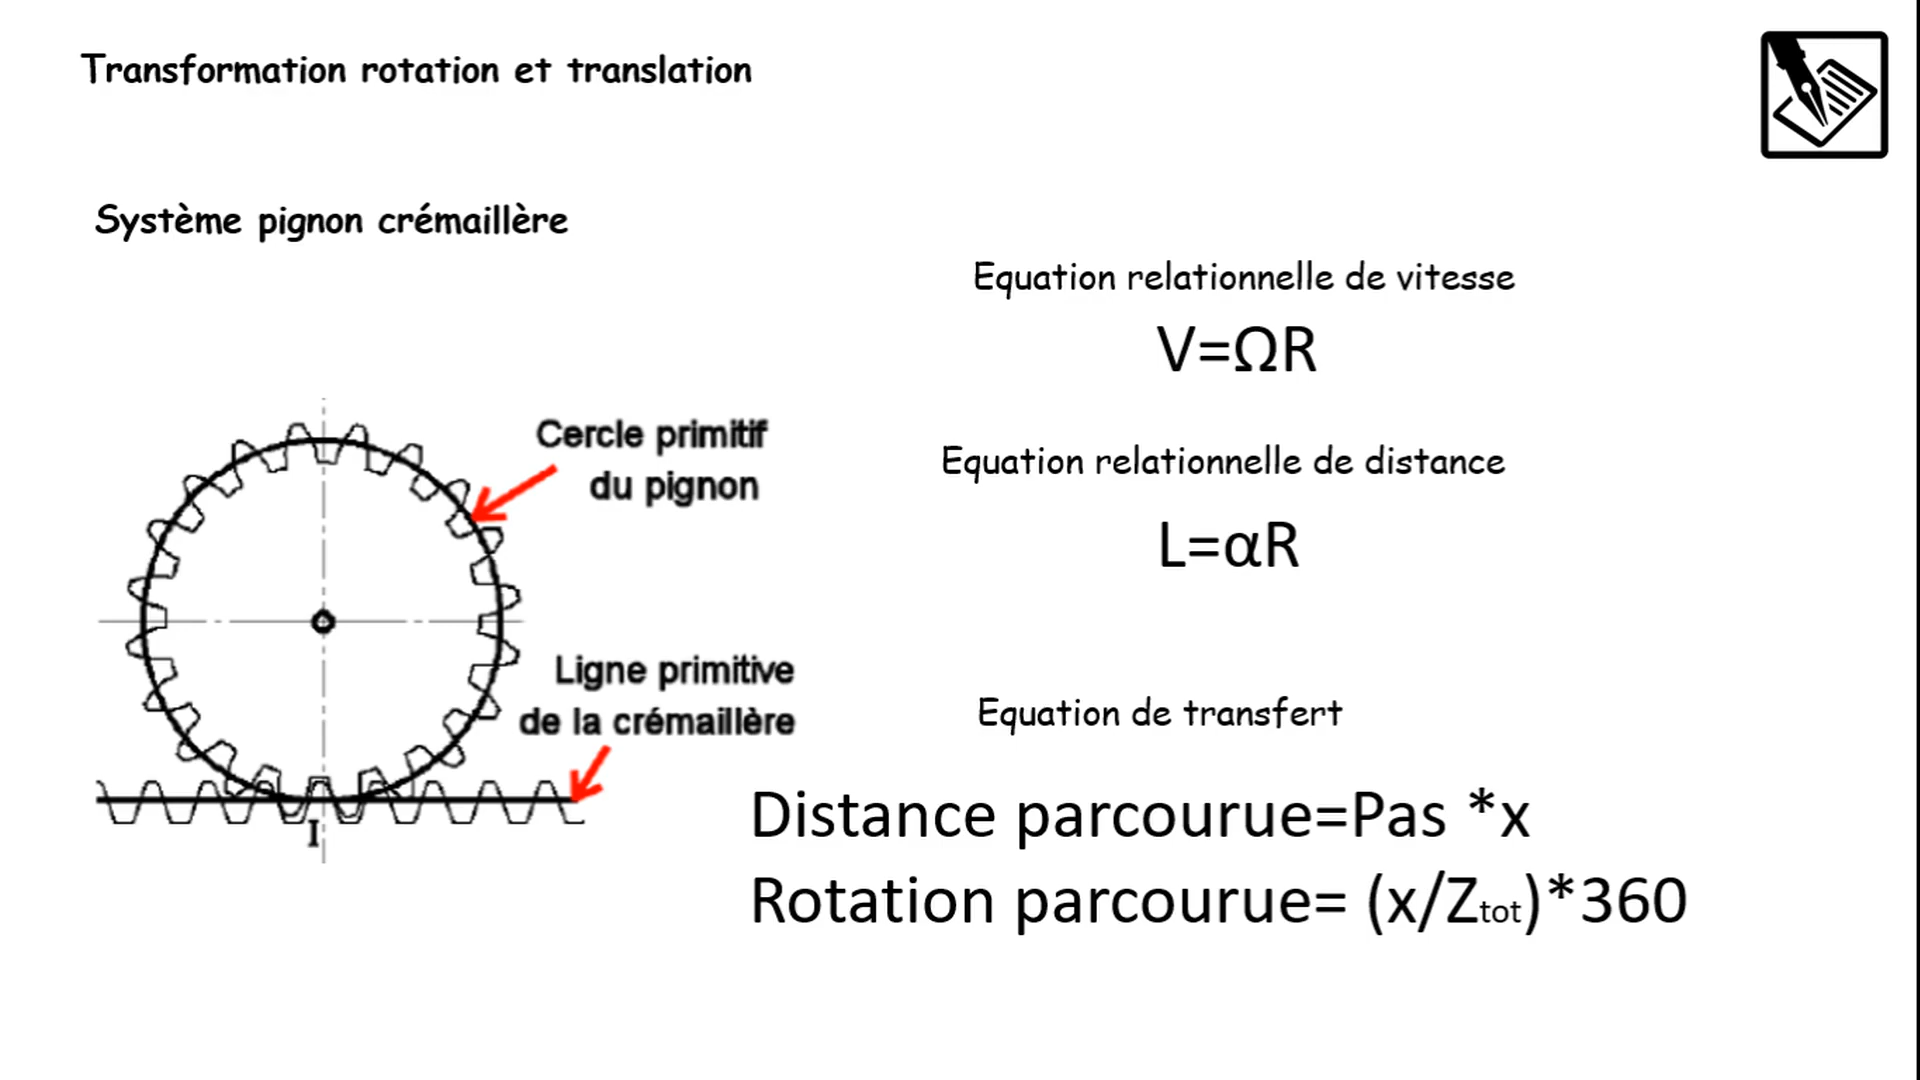 Transformation rotation et translation
Système pignon crémaillère
Equation relationnelle de vitesse
V=ΩR
Cercle primitif
du pignon
Equation relationnelle de distance
L=αR
Ligne primitive
de la crémaillère
I
Equation de transfert
Distance parcourue=Pas *x
Rotation parcourue= (x/Ztot)*360